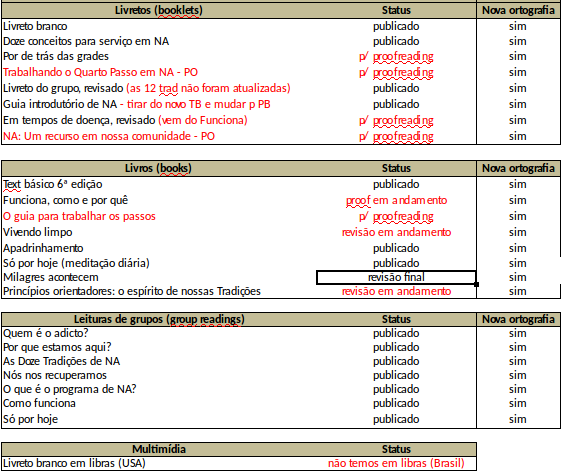 Livretos (booklets) Status Nova ortografia
Livreto branco publicado sim
Doze conceitos para serviço em NA publicado sim
Por de trás das grades p/ proofreading sim
Trabalhando o Quarto Passo em NA - PO p/ proofreading sim
Livreto do grupo, revisado (as 12 trad não foram atualizadas) publicado sim
Guia introdutório de NA - tirar do novo TB e mudar p PB publicado sim
Em tempos de doença, revisado (vem do Funciona) p/ proofreading sim
NA: Um recurso em nossa comunidade - PO p/ proofreading sim
Livros (books) Status Nova ortografia
Text básico 6ª edição publicado sim
Funciona, como e por quê proof em andamento sim
O guia para trabalhar os passos p/ proofreading sim
Vivendo limpo revisão em andamento sim
Apadrinhamento publicado sim
Só por hoje (meditação diária) publicado sim
Milagres acontecem revisão final sim
Princípios orientadores: o espírito de nossas Tradições revisão em andamento sim
Leituras de grupos (group readings) Status Nova ortografia
Quem é o adicto? publicado sim
Por que estamos aqui? publicado sim
As Doze Tradições de NA publicado sim
Nós nos recuperamos publicado sim
O que é o programa de NA? publicado sim
Como funciona publicado sim
Só por hoje publicado sim
Multimídia Status
Livreto branco em libras (USA) não temos em libras (Brasil)